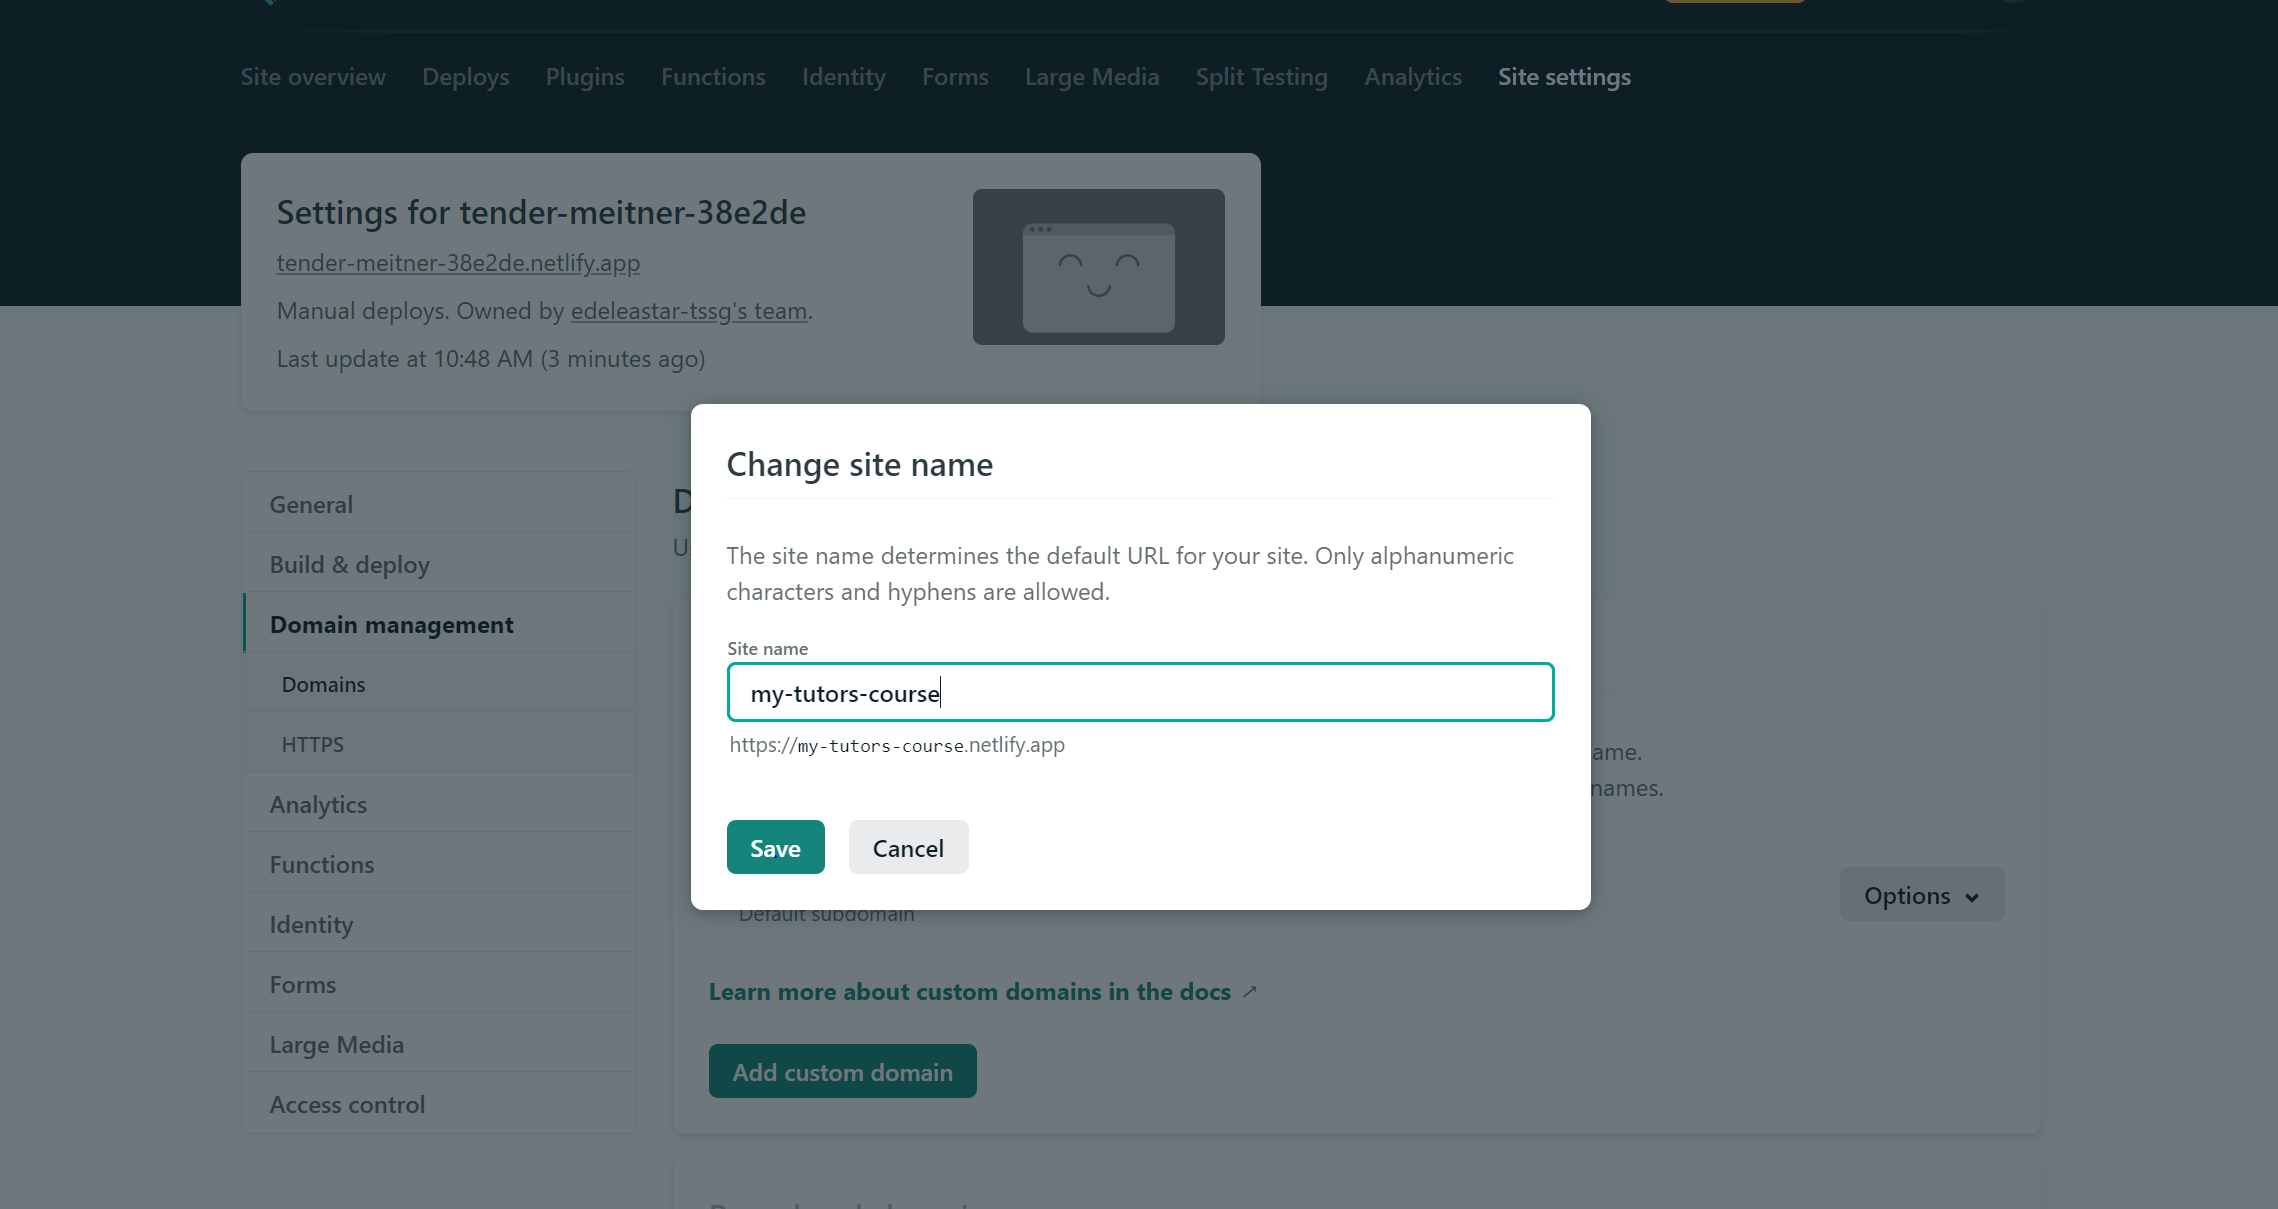 Site overview Deploys Plugins Functions Identity Forms Large Media Split Testing Analytics Site settings
Settings for tender-meitner-38e2de
tender-meitner-38e2de.netlify.app
Manual deploys. Owned by edeleastar-tssg's team.
Last update at 10:48 AM (3 minutes ago)
General
Build & deploy
Domain management
Domains
HTTPS
Analytics
Functions
Identity
Forms
Large Media
Access control
Change site name
The site name determines the default URL for your site. Only alphanumeric
characters and hyphens are allowed.
Site name
my-tutors-course
https://my-tutors-course.netlify.app
Save Cancel
names.
Options
Default subdomain
Learn more about custom domains in the docs
Add custom domain